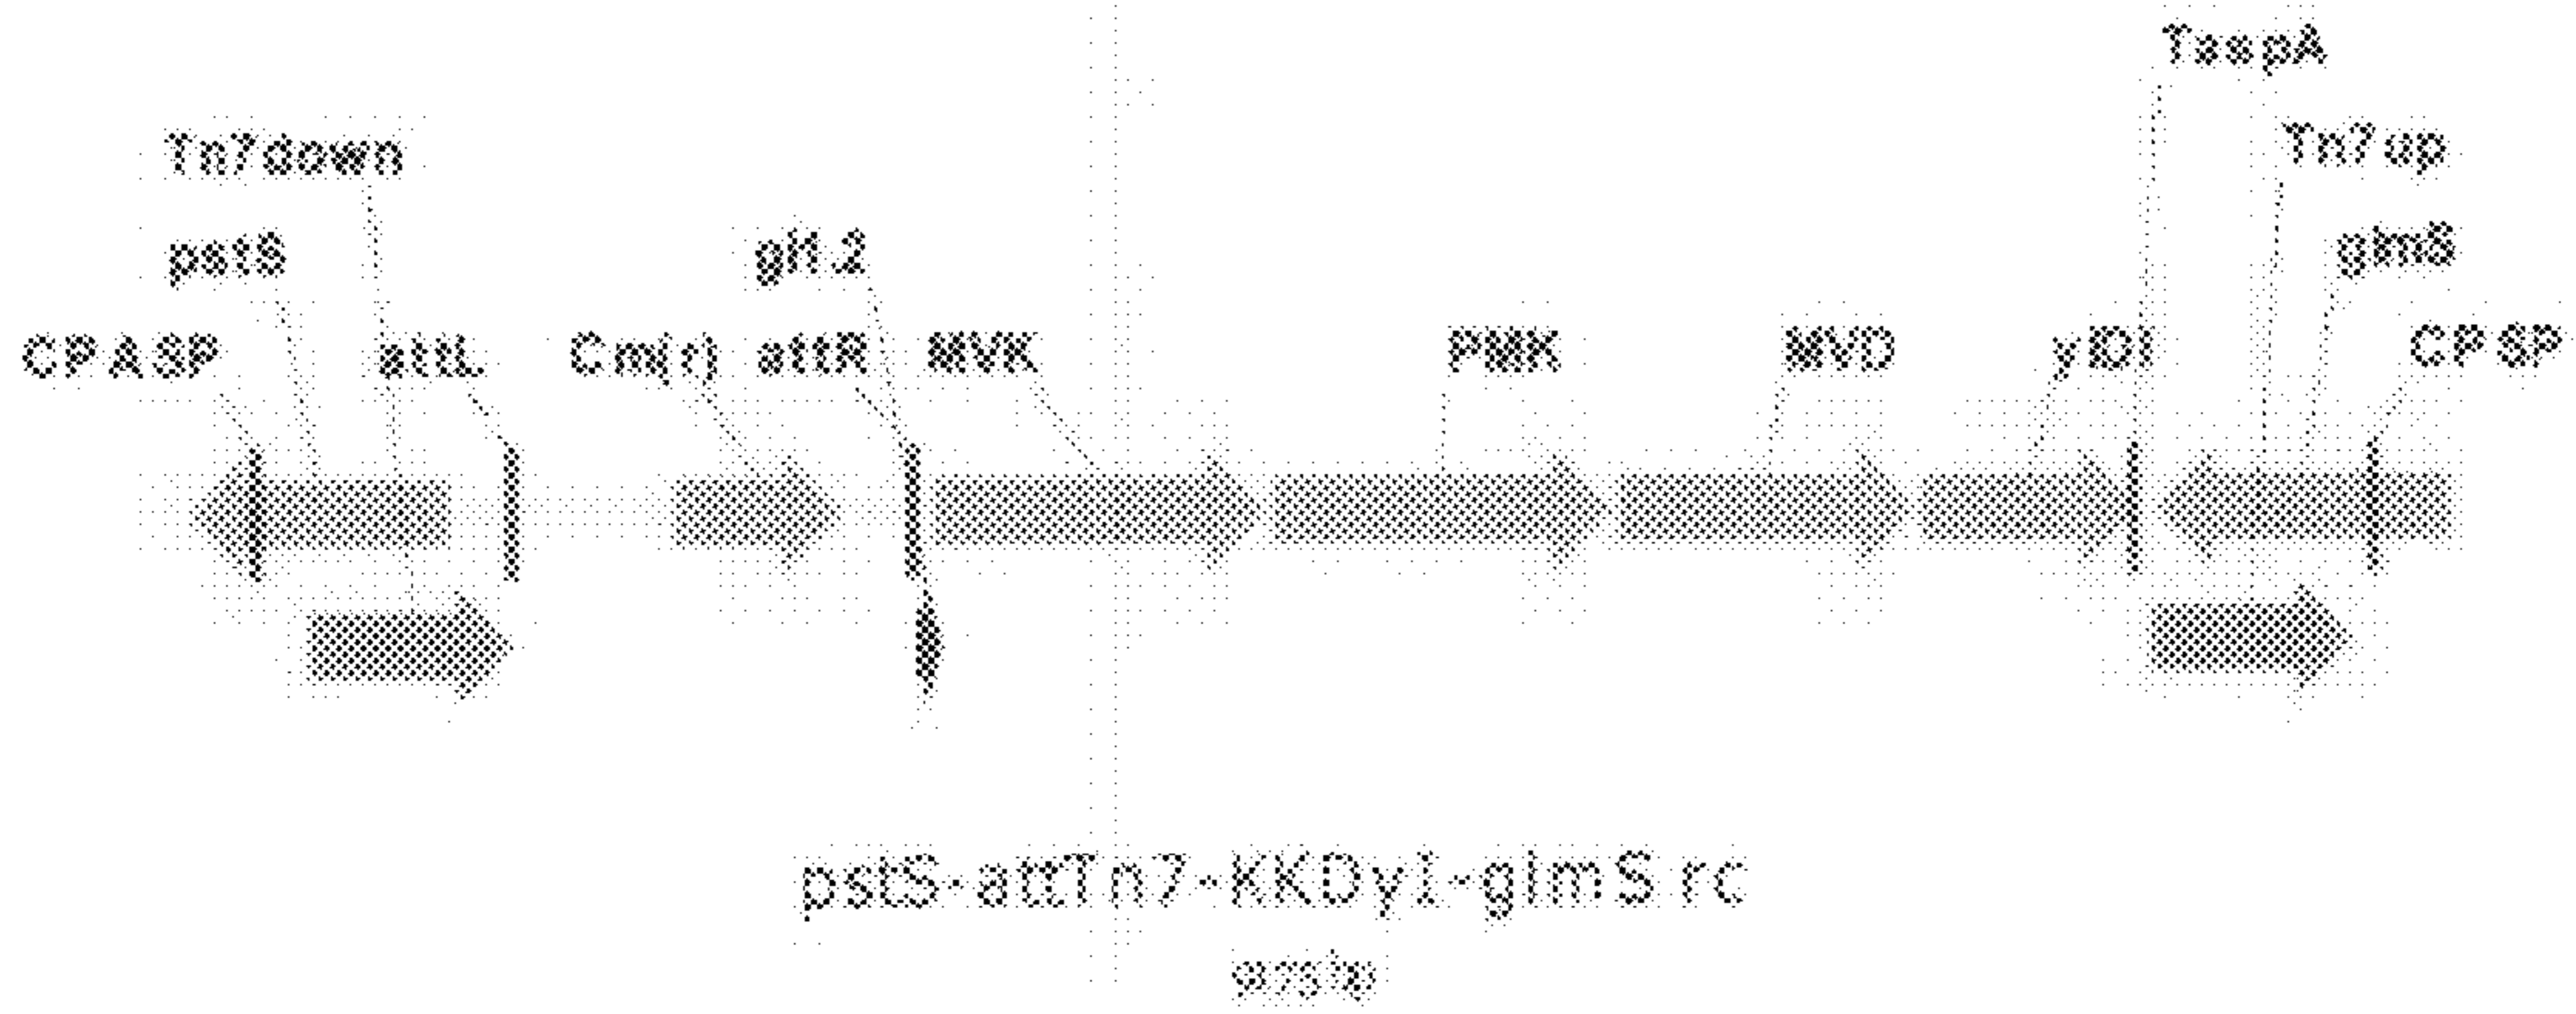 TaspA
Tn7down
Tn7up
pstS
gi1.2
glmS
CPASP
attL
Cm(r)
attR
MVK
PMK
MVD
yIDI
CPSP
pstS-attTn7-KKDyI-glmS rc